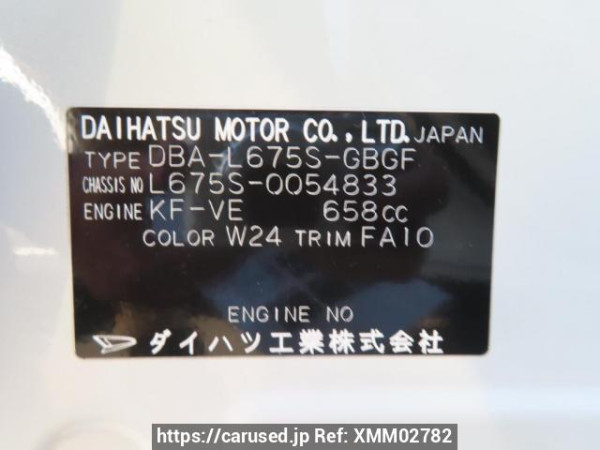 DAIHATSU MOTOR CO., LTD. JAPAN
TYPE DBA-L675S-GBGF
CHASSIS NO L675S-0054833
ENGINE KF-VE 658cc
COLOR W24 TRIM FA10
ENGINE NO
ダイハツ工業株式会社
https://carused.jp Ref: XMM02782